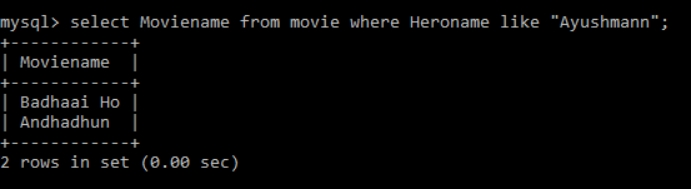 mysql> select Moviename from movie where Heroname like "Ayushmann";
+------------+
| Moviename  |
+------------+
| Badhaai Ho |
| Andhadhun  |
+------------+
2 rows in set (0.00 sec)